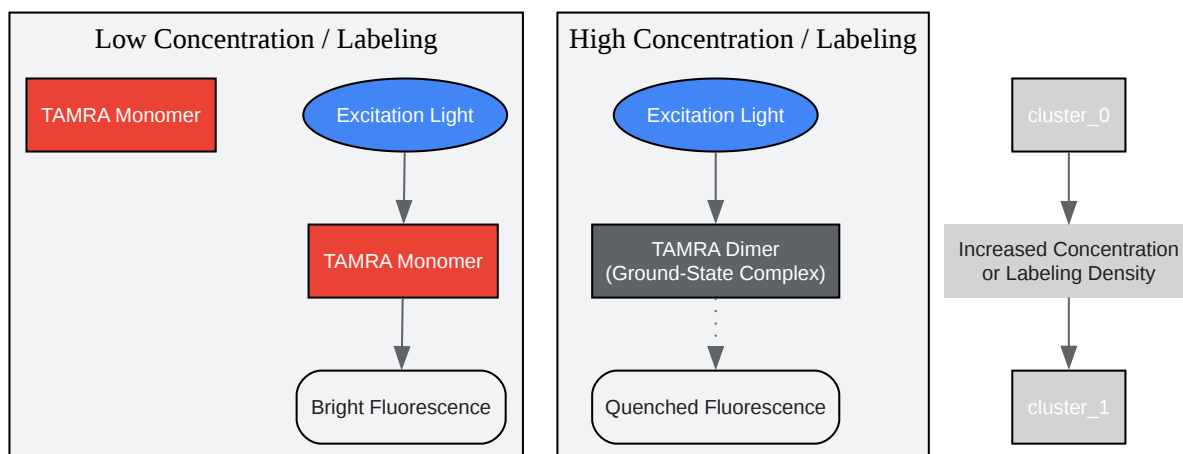 Low Concentration / Labeling
TAMRA Monomer
Excitation Light
TAMRA Monomer
Bright Fluorescence
High Concentration / Labeling
Excitation Light
TAMRA Dimer
(Ground-State Complex)
Quenched Fluorescence
cluster_0
Increased Concentration
or Labeling Density
cluster_1